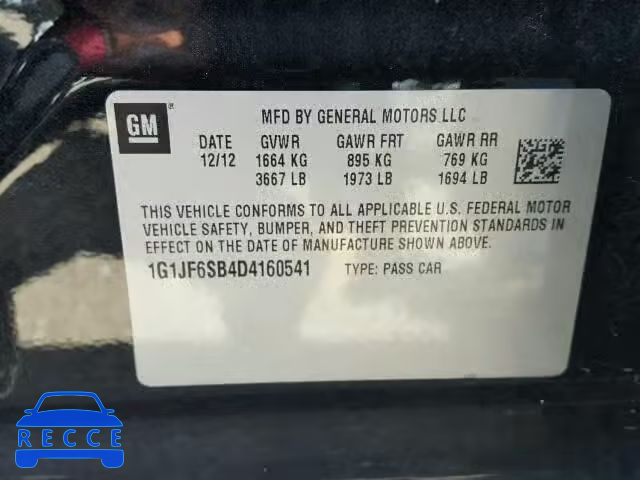 GM
MFD BY GENERAL MOTORS LLC
DATE GVWR GAWR FRT GAWR RR
12/12 1664 KG 895 KG 769 KG
3667 LB 1973 LB 1694 LB
THIS VEHICLE CONFORMS TO ALL APPLICABLE U.S. FEDERAL MOTOR
VEHICLE SAFETY, BUMPER, AND THEFT PREVENTION STANDARDS IN
EFFECT ON THE DATE OF MANUFACTURE SHOWN ABOVE.
1G1JF6SB4D4160541 TYPE: PASS CAR
RECCE